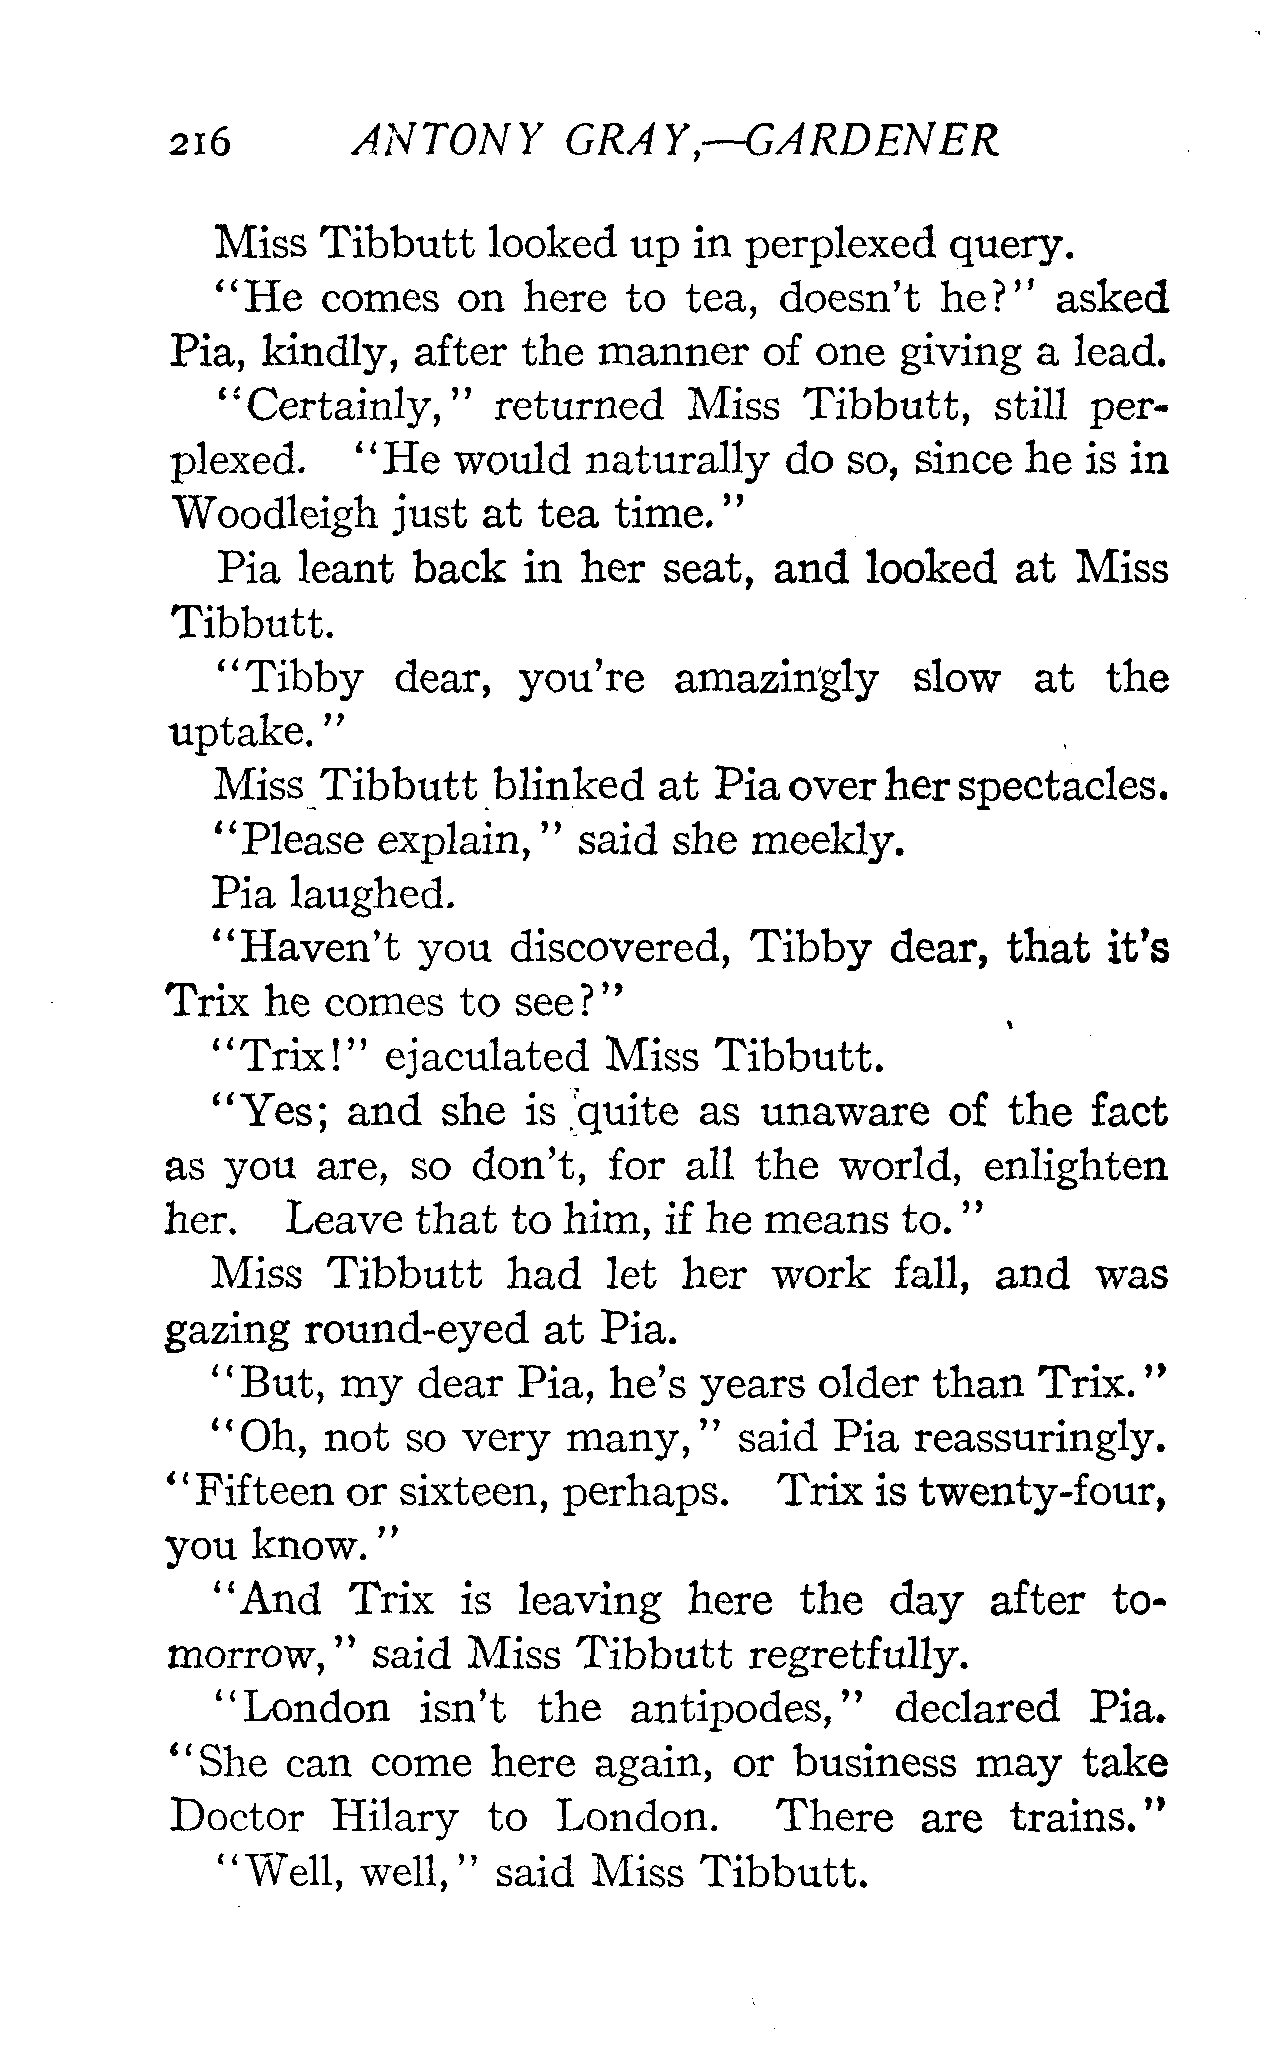 216 ANTONY GRAY,—GARDENER
Miss Tibbutt looked up in perplexed query.
"He comes on here to tea, doesn't he?" asked
Pia, kindly, after the manner of one giving a lead.
"Certainly," returned Miss Tibbutt, still per-
plexed. "He would naturally do so, since he is in
Woodleigh just at tea time."
Pia leant back in her seat, and looked at Miss
Tibbutt.
"Tibby dear, you're amazingly slow at the
uptake."
Miss Tibbutt blinked at Pia over her spectacles.
"Please explain," said she meekly.
Pia laughed.
"Haven't you discovered, Tibby dear, that it's
Trix he comes to see?"
"Trix!" ejaculated Miss Tibbutt.
"Yes; and she is quite as unaware of the fact
as you are, so don't, for all the world, enlighten
her. Leave that to him, if he means to."
Miss Tibbutt had let her work fall, and was
gazing round-eyed at Pia.
"But, my dear Pia, he's years older than Trix."
"Oh, not so very many," said Pia reassuringly.
"Fifteen or sixteen, perhaps. Trix is twenty-four,
you know."
"And Trix is leaving here the day after to-
morrow," said Miss Tibbutt regretfully.
"London isn't the antipodes," declared Pia.
"She can come here again, or business may take
Doctor Hilary to London. There are trains."
"Well, well," said Miss Tibbutt.